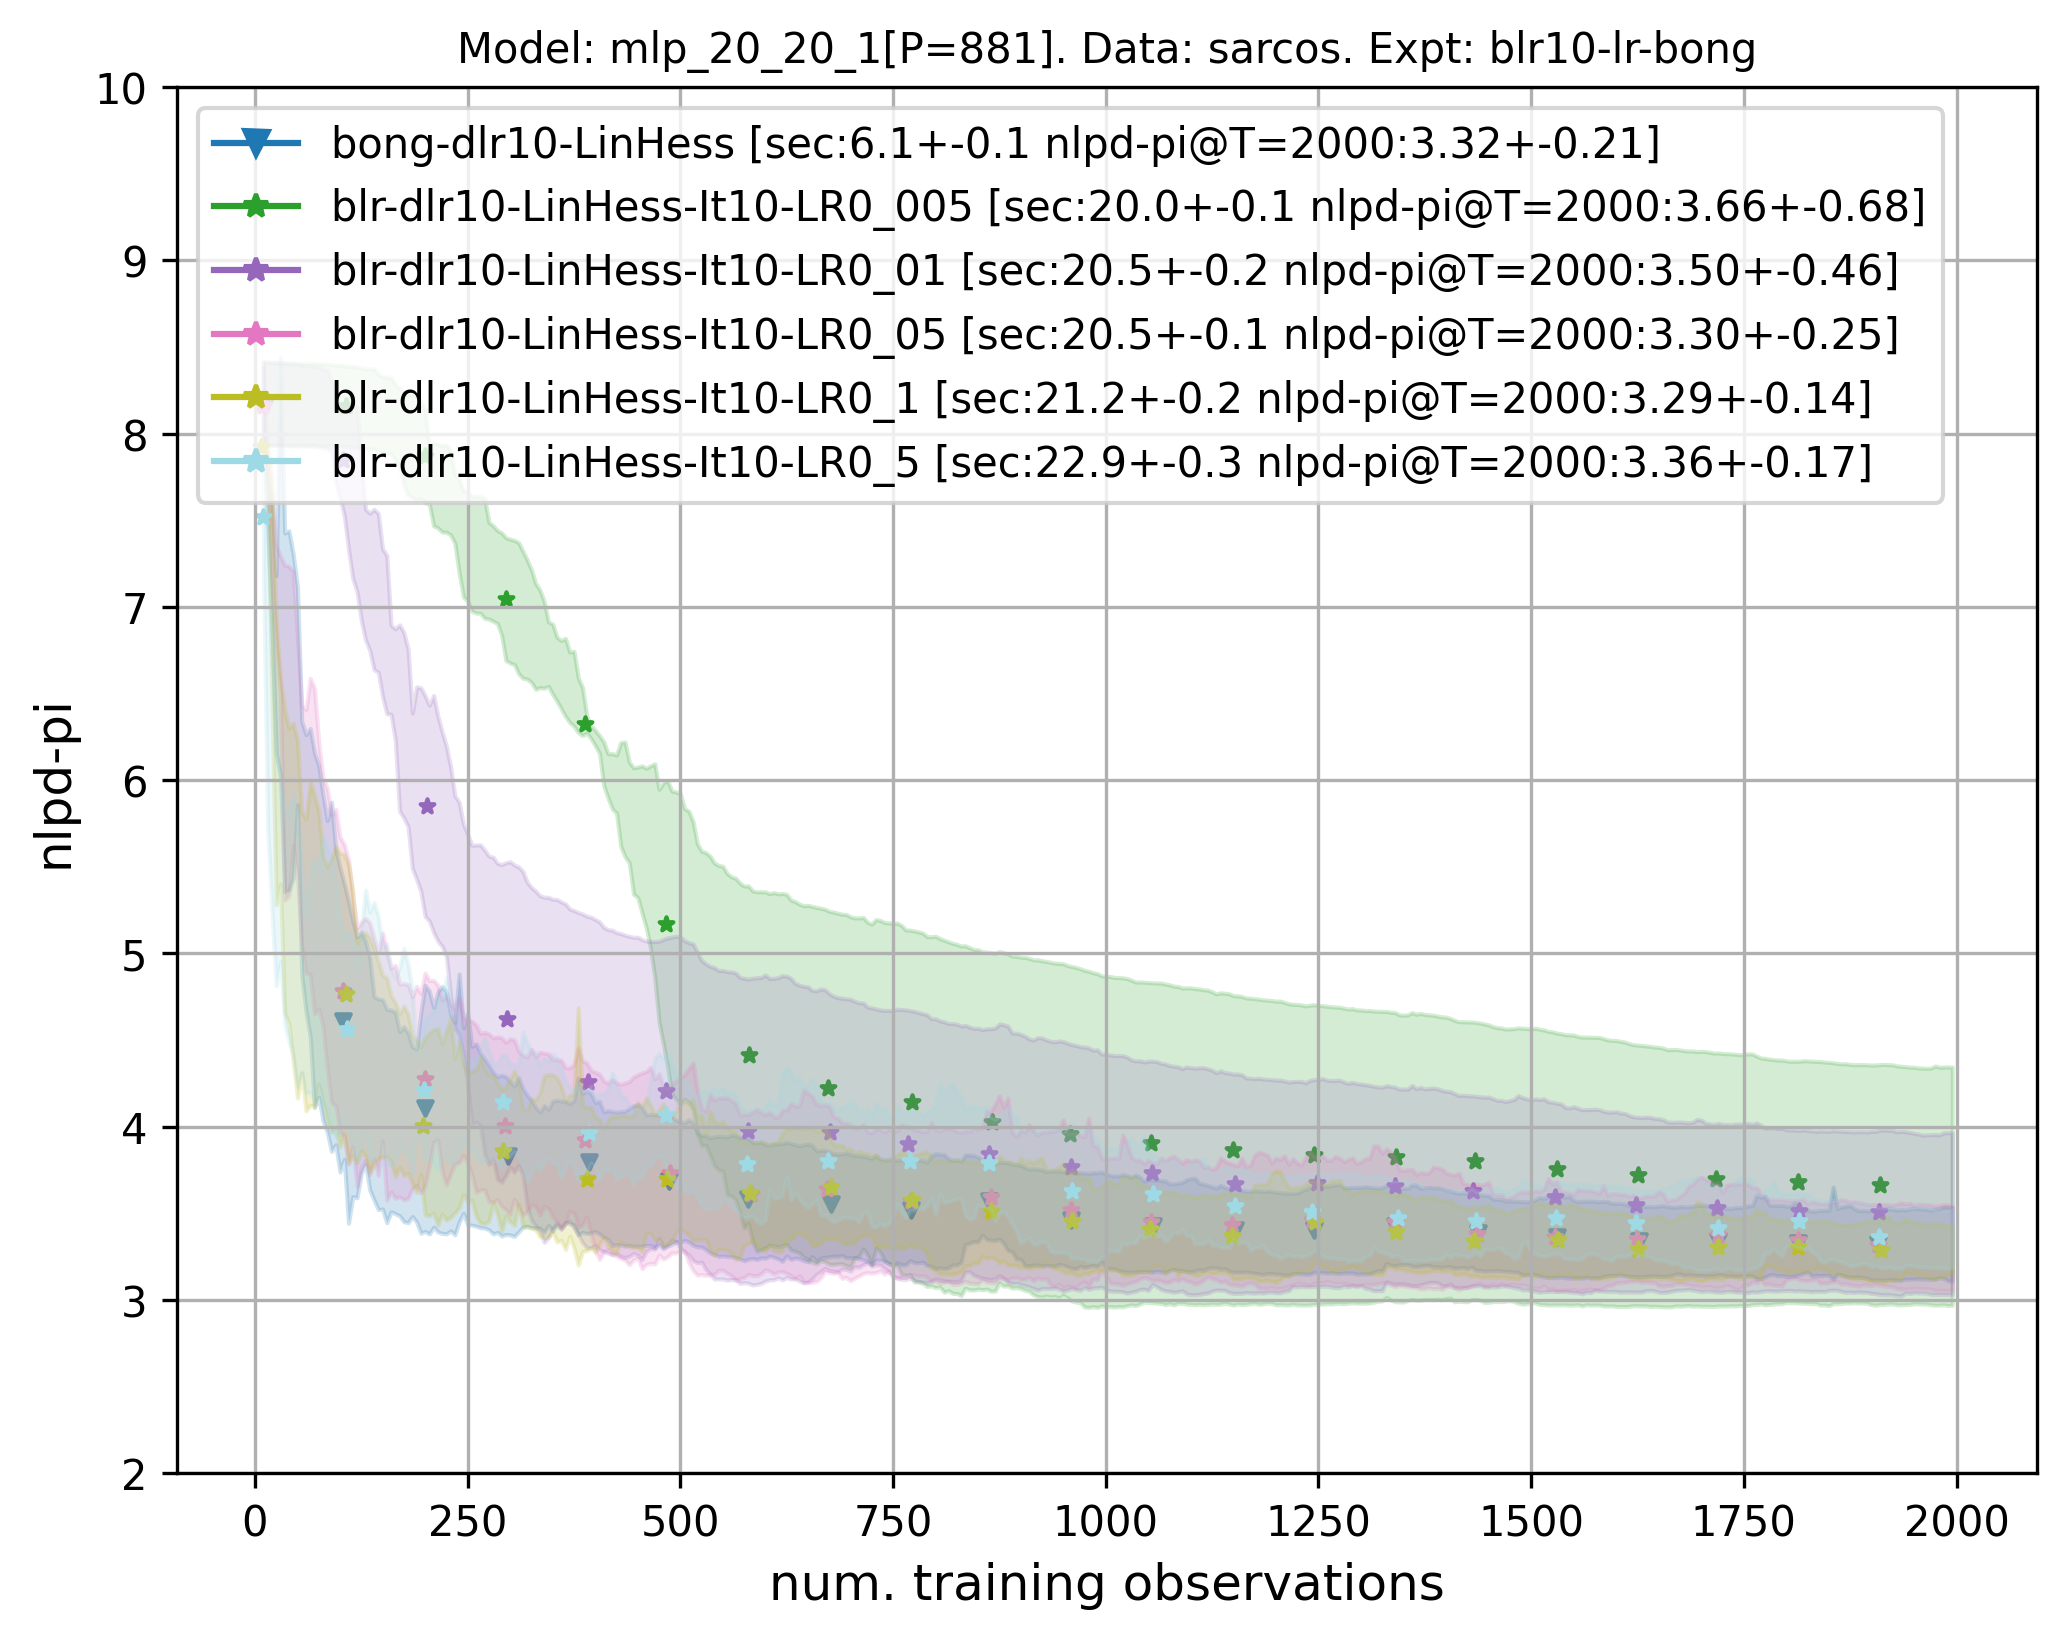 Model: mlp_20_20_1[P=881]. Data: sarcos. Expt: blr10-lr-bong
10
9
8
7
6
5
4
3
2
nlpd-pi
bong-dlr10-LinHess [sec:6.1+-0.1 nlpd-pi@T=2000:3.32+-0.21]
blr-dlr10-LinHess-It10-LR0_005 [sec:20.0+-0.1 nlpd-pi@T=2000:3.66+-0.68]
blr-dlr10-LinHess-It10-LR0_01 [sec:20.5+-0.2 nlpd-pi@T=2000:3.50+-0.46]
blr-dlr10-LinHess-It10-LR0_05 [sec:20.5+-0.1 nlpd-pi@T=2000:3.30+-0.25]
blr-dlr10-LinHess-It10-LR0_1 [sec:21.2+-0.2 nlpd-pi@T=2000:3.29+-0.14]
blr-dlr10-LinHess-It10-LR0_5 [sec:22.9+-0.3 nlpd-pi@T=2000:3.36+-0.17]
0 250 500 750 1000 1250 1500 1750 2000
num. training observations